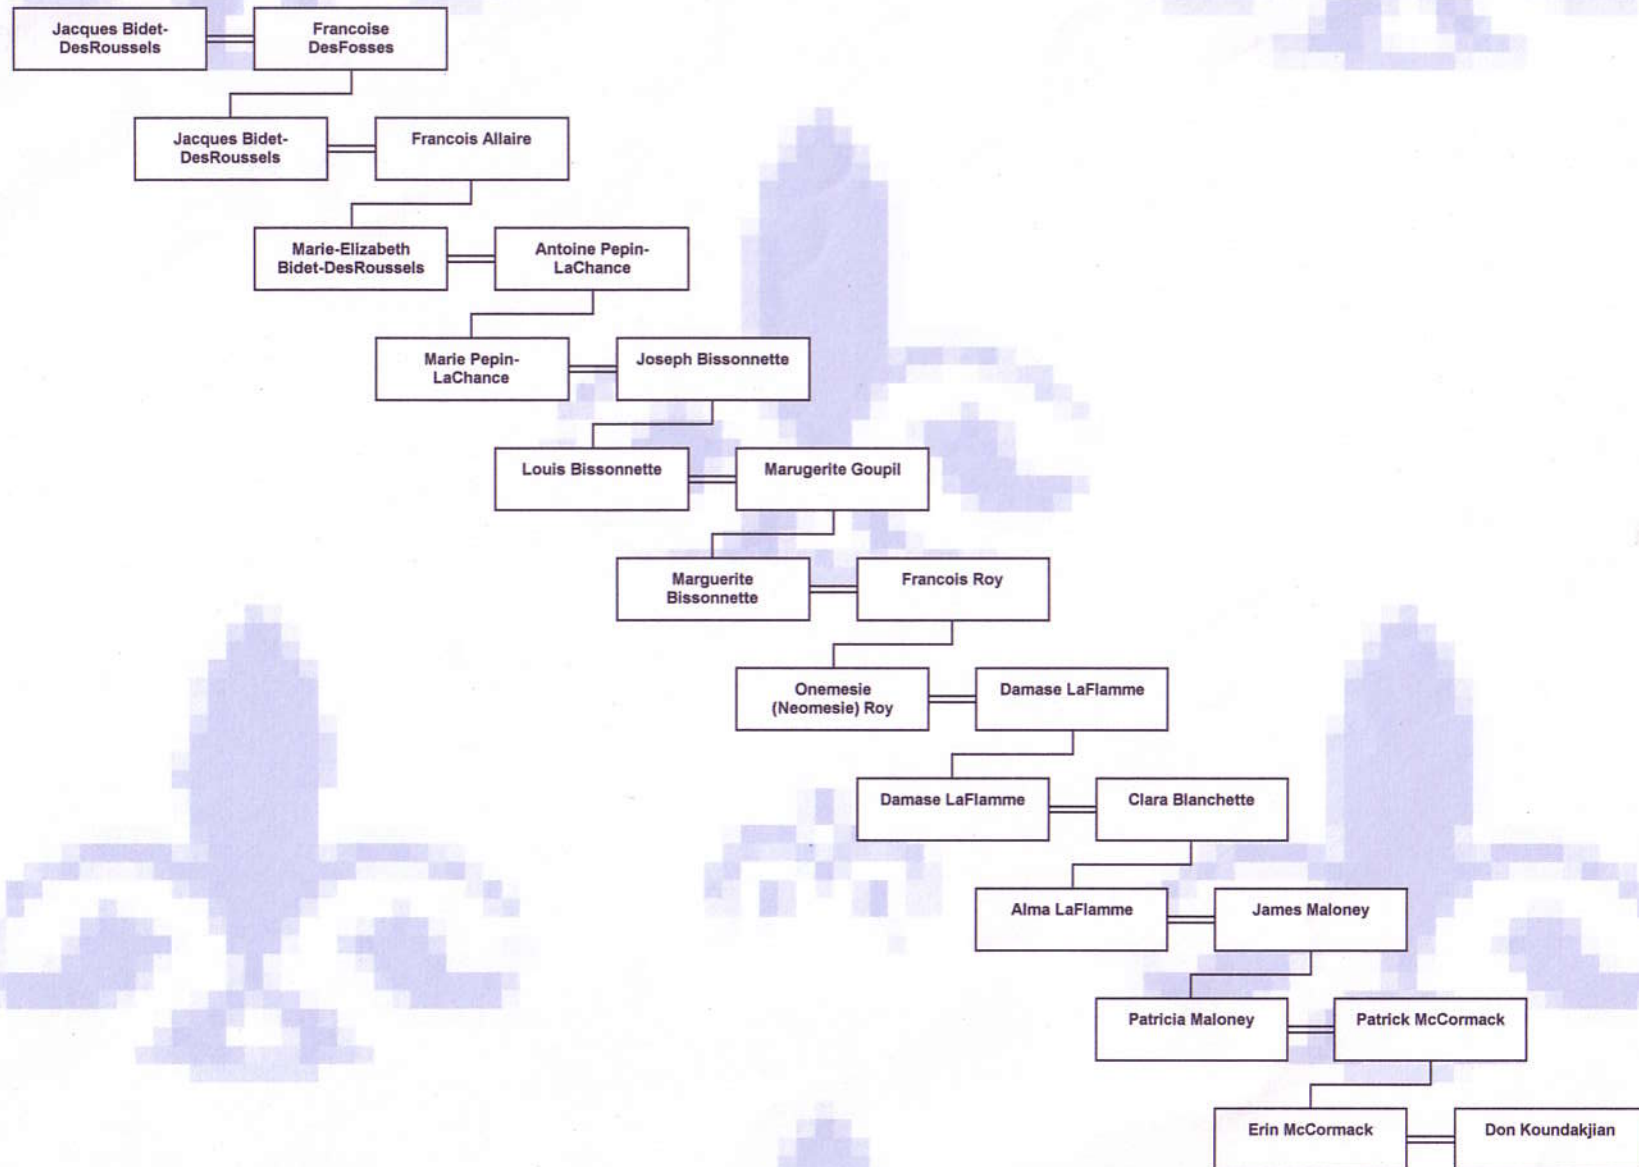 Jacques Bidet-
DesRoussels
Francoise
DesFosses
Jacques Bidet-
DesRoussels
Francois Allaire
Marie-Elizabeth
Bidet-DesRoussels
Antoine Pepin-
LaChance
Marie Pepin-
LaChance
Joseph Bissonnette
Louis Bissonnette
Marugerite Goupil
Marguerite
Bissonnette
Francois Roy
Onemesie
(Neomesie) Roy
Damase LaFlamme
Damase LaFlamme
Clara Blanchette
Alma LaFlamme
James Maloney
Patricia Maloney
Patrick McCormack
Erin McCormack
Don Koundakjian